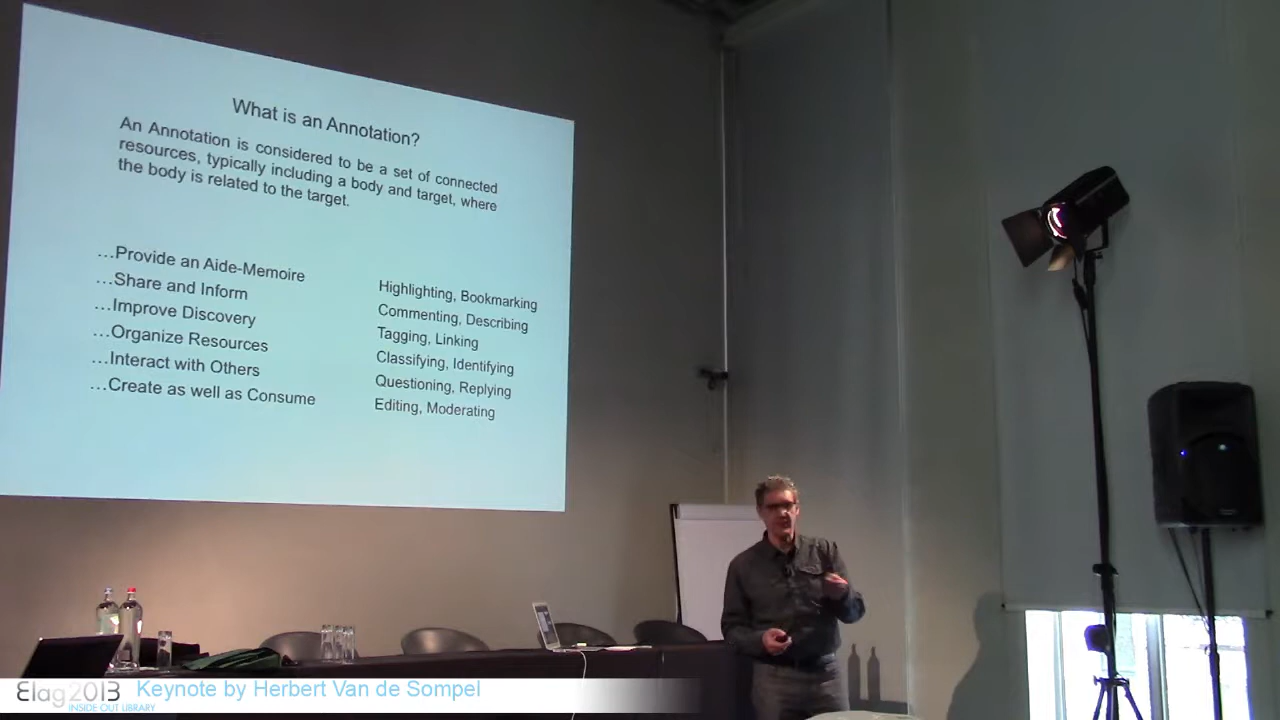 What is an Annotation?
An Annotation is considered to be a set of connected
resources, typically including a body and target, where
the body is related to the target.
...Provide an Aide-Memoire
Highlighting, Bookmarking
...Share and Inform
Commenting, Describing
...Improve Discovery
Tagging, Linking
...Organize Resources
Classifying, Identifying
...Interact with Others
Questioning, Replying
...Create as well as Consume
Editing, Moderating
Elag2013 Keynote by Herbert Van de Sompel
INSIDE OUT LIBRARY